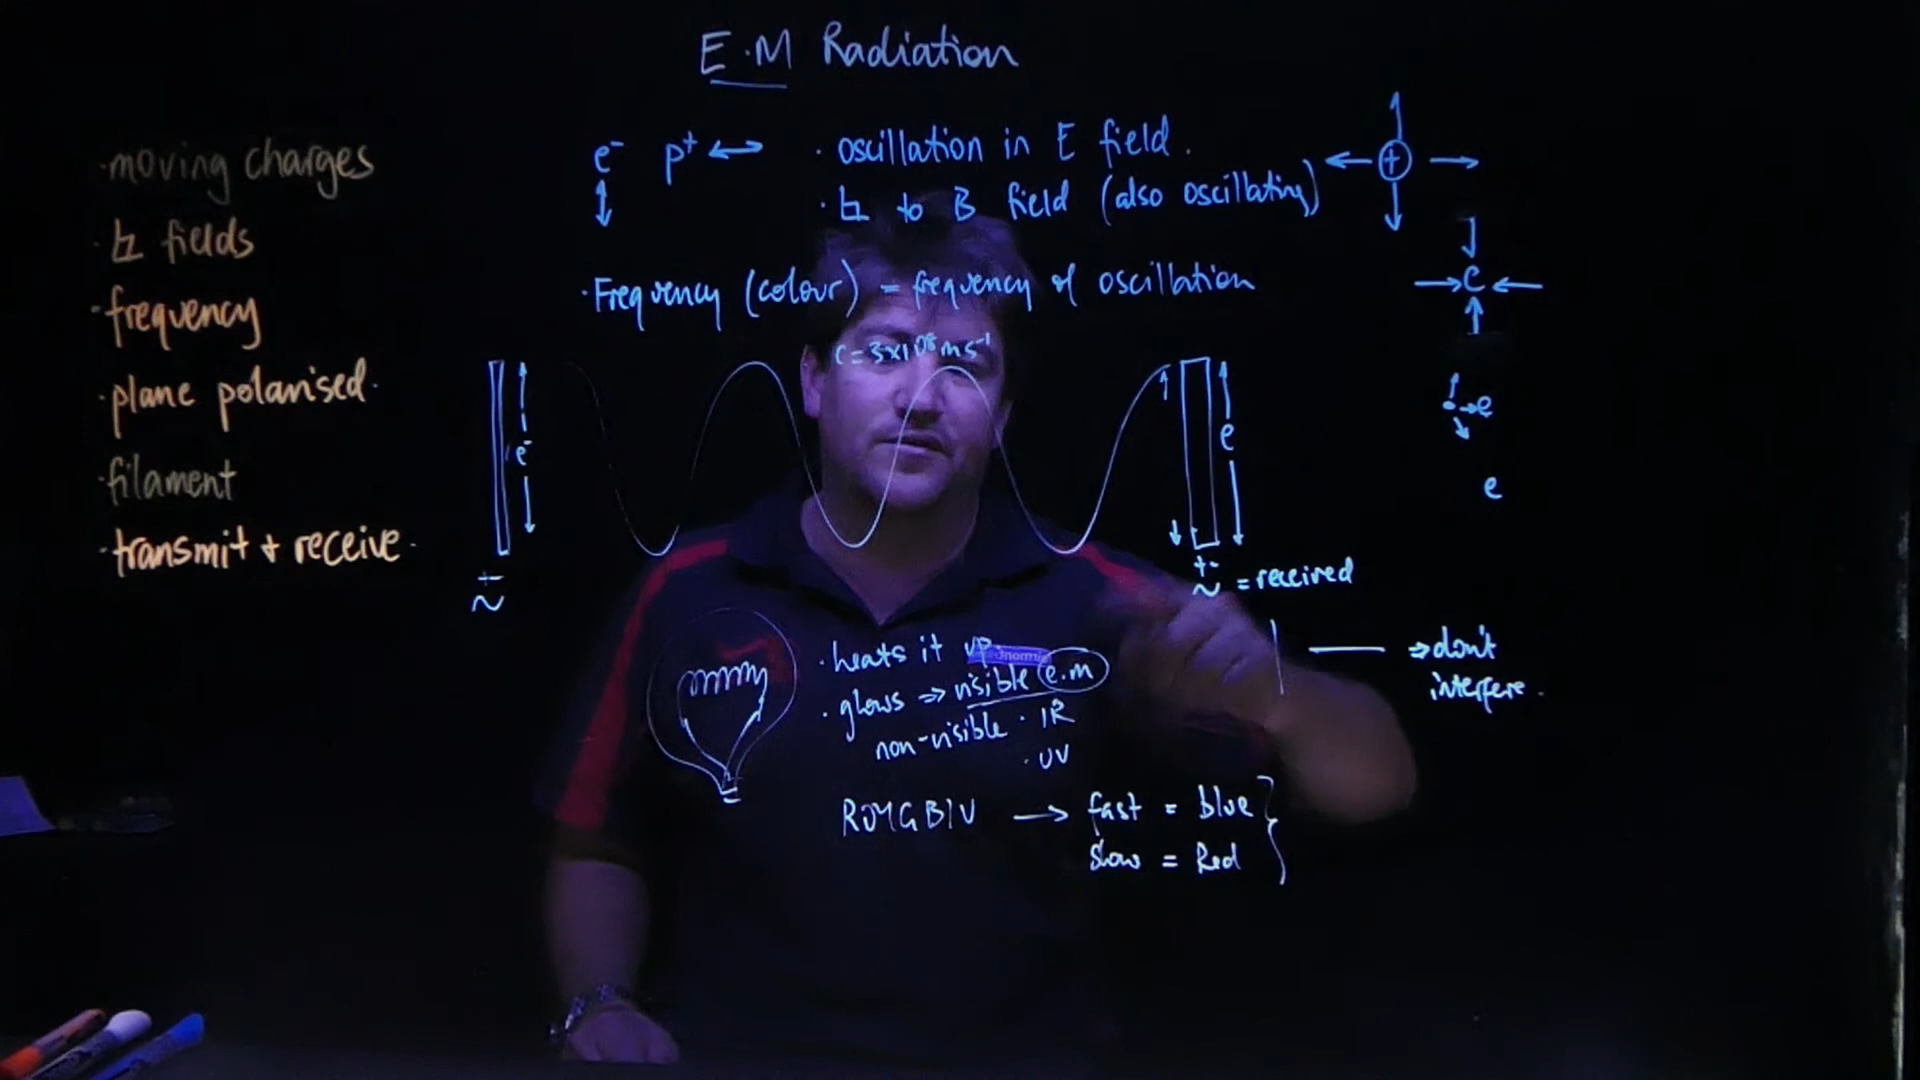 E.M Radiation
· moving charges
· ⊾ fields
· frequency
· plane polarised.
· filament
· transmit + receive.
e⁻ p⁺ ↔ · oscillation in E field.
· ⊾ to B field (also oscillating)
· Frequency (colour) = frequency of oscillation
c = 3×10⁸ ms⁻¹
+
→ C ←
e⁻
e
e
e
+-
~
+-
~ = received
· heats it up.
· glows ⇒ visible e.m
non-visible · IR
· UV
⇒ don't
interfere.
ROYGBIV → fast = blue
slow = Red